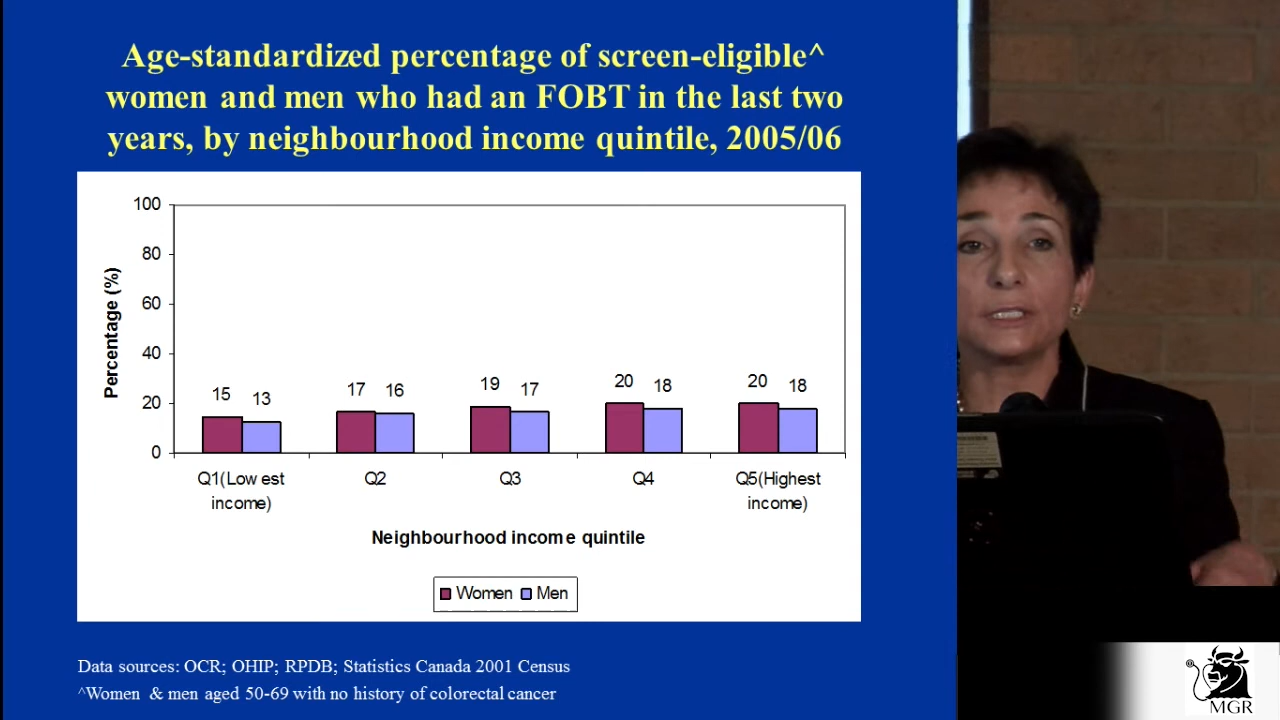 Age-standardized percentage of screen-eligible^
women and men who had an FOBT in the last two
years, by neighbourhood income quintile, 2005/06
100
80
60
40
20
0
Percentage (%)
15 13
17 16
19 17
20 18
20 18
Q1(Low est
income)
Q2
Q3
Q4
Q5(Highest
income)
Neighbourhood income quintile
Women Men
Data sources: OCR; OHIP; RPDB; Statistics Canada 2001 Census
^Women & men aged 50-69 with no history of colorectal cancer
MGR